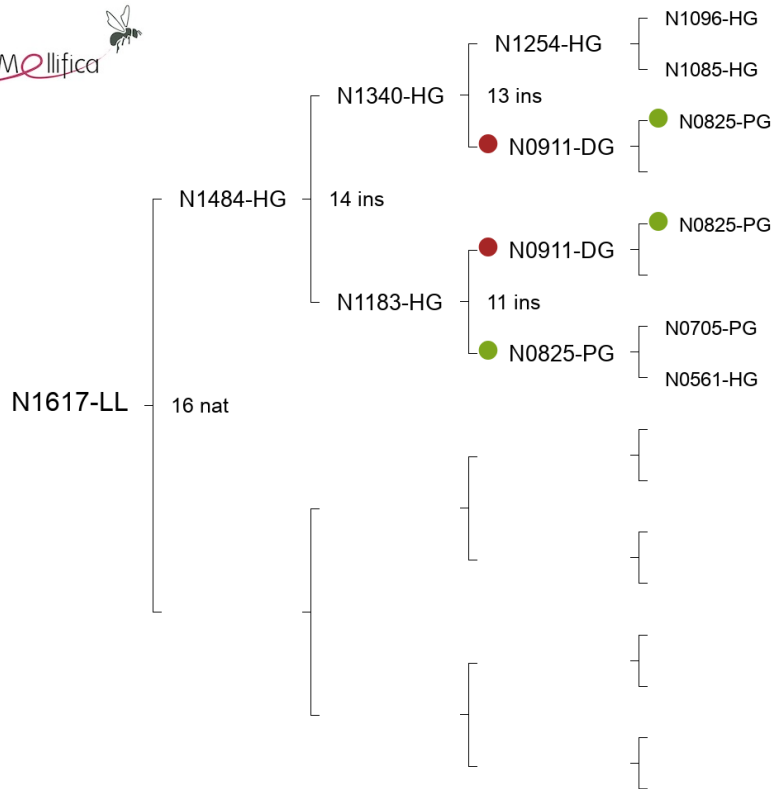 Mellifica
N1096-HG
N1254-HG
N1085-HG
N1340-HG
13 ins
N0911-DG
N0825-PG
N1484-HG
14 ins
N0911-DG
N0825-PG
N1183-HG
11 ins
N0825-PG
N0705-PG
N0561-HG
N1617-LL
16 nat